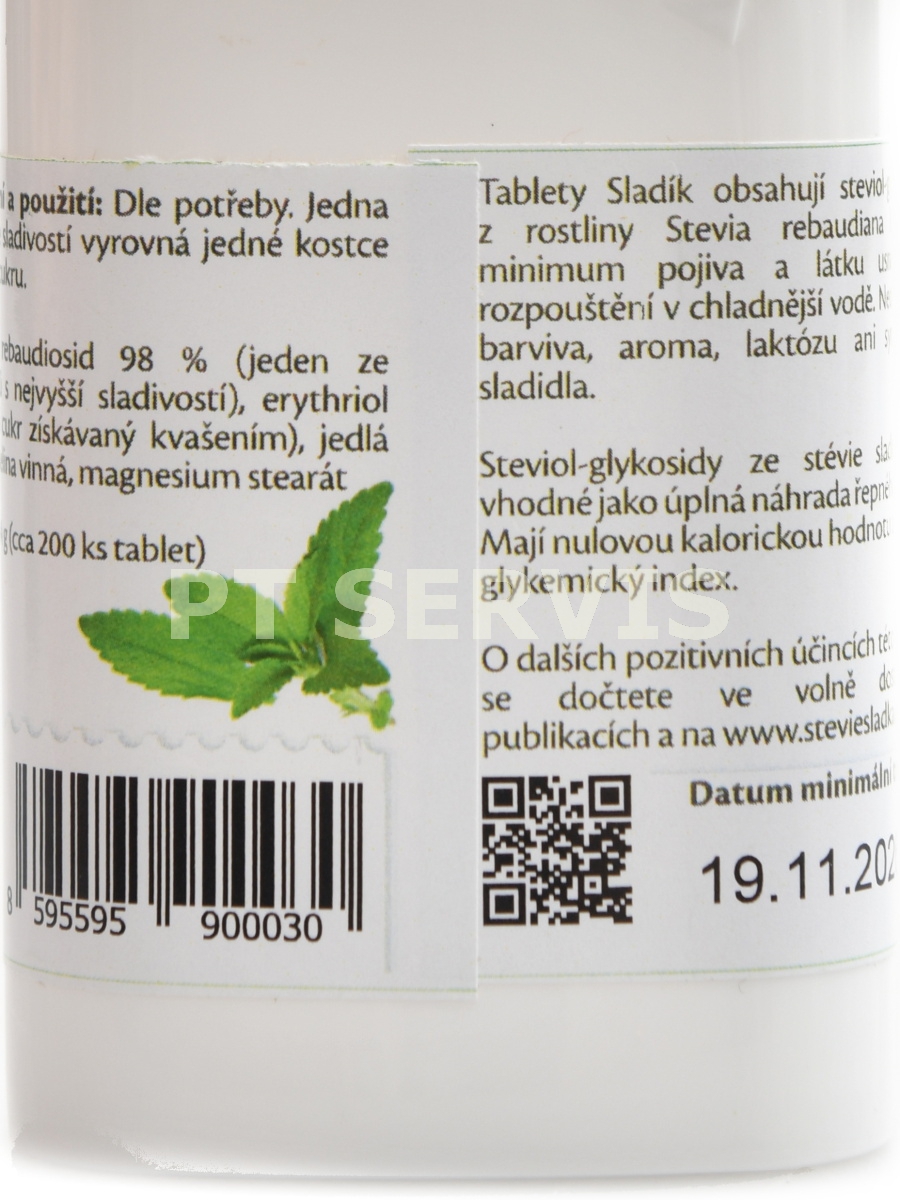 a použití: Dle potřeby. Jedna
sladivostí vyrovná jedné kostce
cukru.
rebaudiosid 98 % (jeden ze
s nejvyšší sladivostí), erythriol
cukr získávaný kvašením), jedlá
vinná, magnesium stearát
g (cca 200 ks tablet)
8 595595 900030
Tablety Sladík obsahují steviol-
z rostliny Stevia rebaudiana
minimum pojiva a látku
rozpouštění v chladnější vodě.
barviva, aroma, laktózu ani
sladidla.
Steviol-glykosidy ze stévie
vhodné jako úplná náhrada
Mají nulovou kalorickou
glykemický index.
O dalších pozitivních účincích
se dočtete ve volně
publikacích a na www.steviesladk
Datum minimální
19.11.202
PT SERVIS